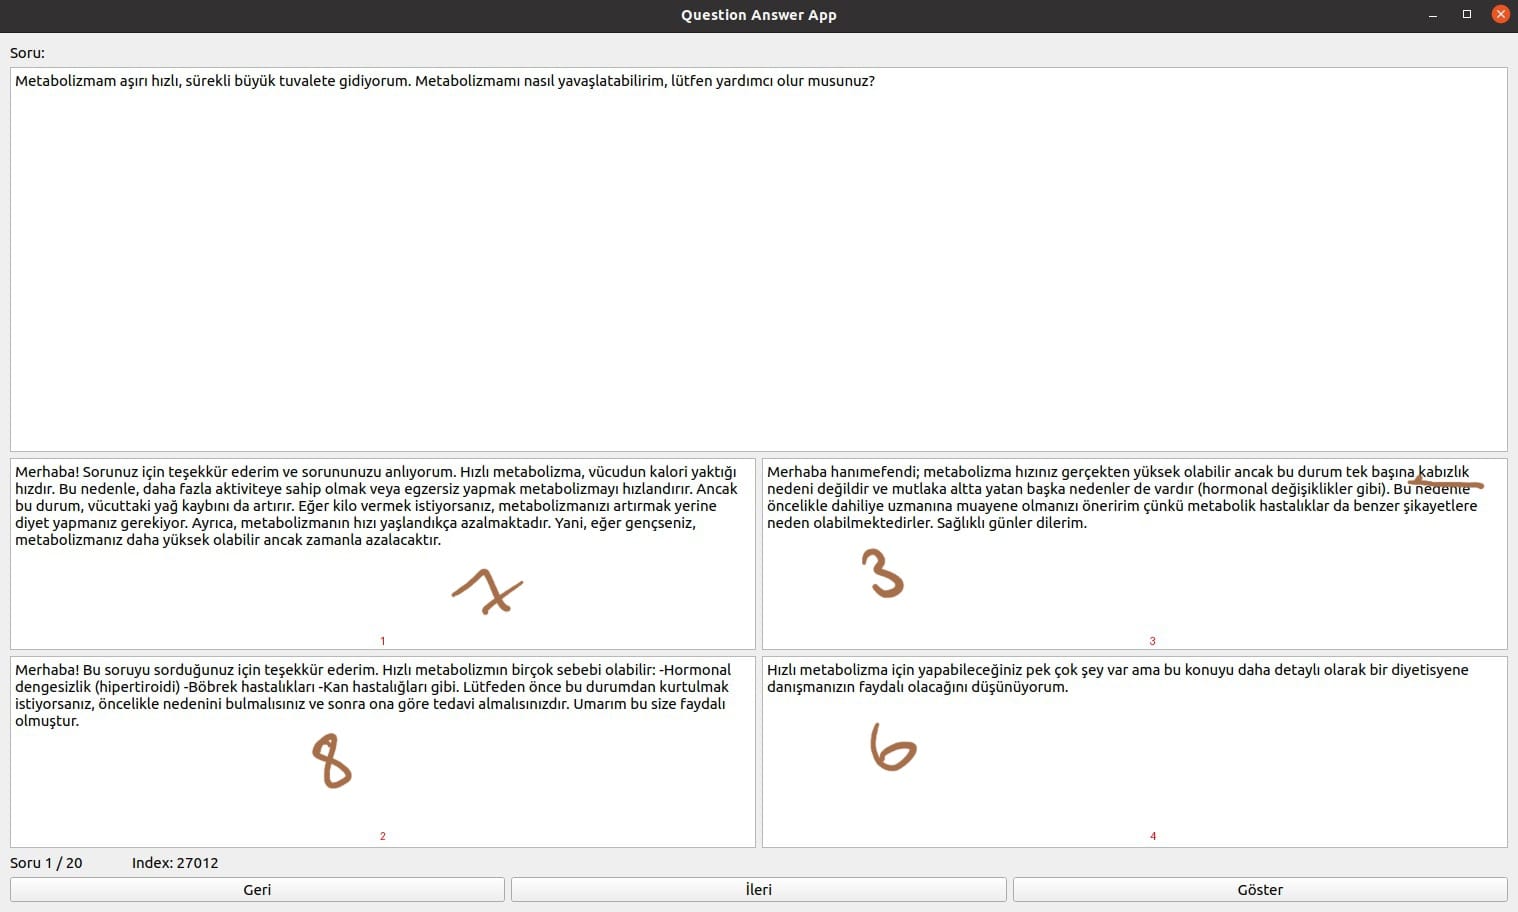 Question Answer App
Soru:
Metabolizmam aşırı hızlı, sürekli büyük tuvalete gidiyorum. Metabolizmamı nasıl yavaşlatabilirim, lütfen yardımcı olur musunuz?
Merhaba! Sorunuz için teşekkür ederim ve sorununuzu anlıyorum. Hızlı metabolizma, vücudun kalori yaktığı
hızdır. Bu nedenle, daha fazla aktiviteye sahip olmak veya egzersiz yapmak metabolizmayı hızlandırır. Ancak
bu durum, vücuttaki yağ kaybını da artırır. Eğer kilo vermek istiyorsanız, metabolizmanızı artırmak yerine
diyet yapmanız gerekiyor. Ayrıca, metabolizmanın hızı yaşlandıkça azalmaktadır. Yani, eğer gençseniz,
metabolizmanız daha yüksek olabilir ancak zamanla azalacaktır.
7
1
Merhaba hanımefendi; metabolizma hızınız gerçekten yüksek olabilir ancak bu durum tek başına kabızlık
nedeni değildir ve mutlaka altta yatan başka nedenler de vardır (hormonal değişiklikler gibi). Bu nedenle
öncelikle dahiliye uzmanına muayene olmanızı öneririm çünkü metabolik hastalıklar da benzer şikayetlere
neden olabilmektedirler. Sağlıklı günler dilerim.
3
3
Merhaba! Bu soruyu sorduğunuz için teşekkür ederim. Hızlı metabolizmın birçok sebebi olabilir: -Hormonal
dengesizlik (hipertiroidi) -Böbrek hastalıkları -Kan hastalığları gibi. Lütfeden önce bu durumdan kurtulmak
istiyorsanız, öncelikle nedenini bulmalısınız ve sonra ona göre tedavi almalısınızdır. Umarım bu size faydalı
olmuştur.
8
2
Hızlı metabolizma için yapabileceğiniz pek çok şey var ama bu konuyu daha detaylı olarak bir diyetisyene
danışmanızın faydalı olacağını düşünüyorum.
6
4
Soru 1 / 20 Index: 27012
Geri İleri Göster